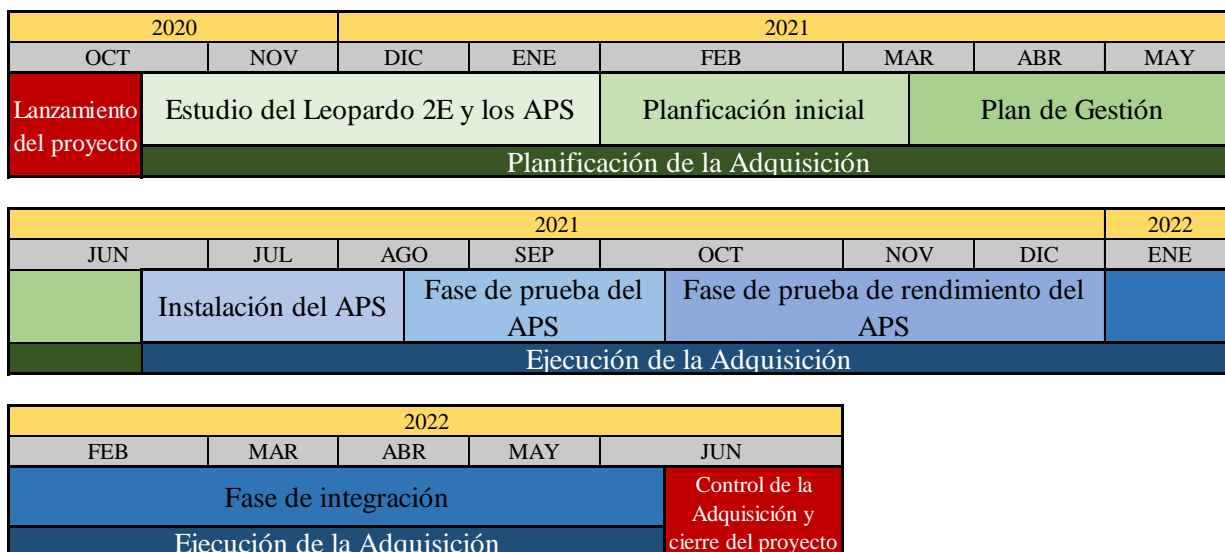 2020 2021
OCT NOV DIC ENE FEB MAR ABR MAY
Lanzamiento
del proyecto
Estudio del Leopardo 2E y los APS
Planficación inicial
Plan de Gestión
Planificación de la Adquisición
2021 2022
JUN JUL AGO SEP OCT NOV DIC ENE
Instalación del APS
Fase de prueba del
APS
Fase de prueba de rendimiento del
APS
Ejecución de la Adquisición
2022
FEB MAR ABR MAY JUN
Fase de integración
Control de la
Adquisición y
cierre del proyecto
Ejecución de la Adquisición